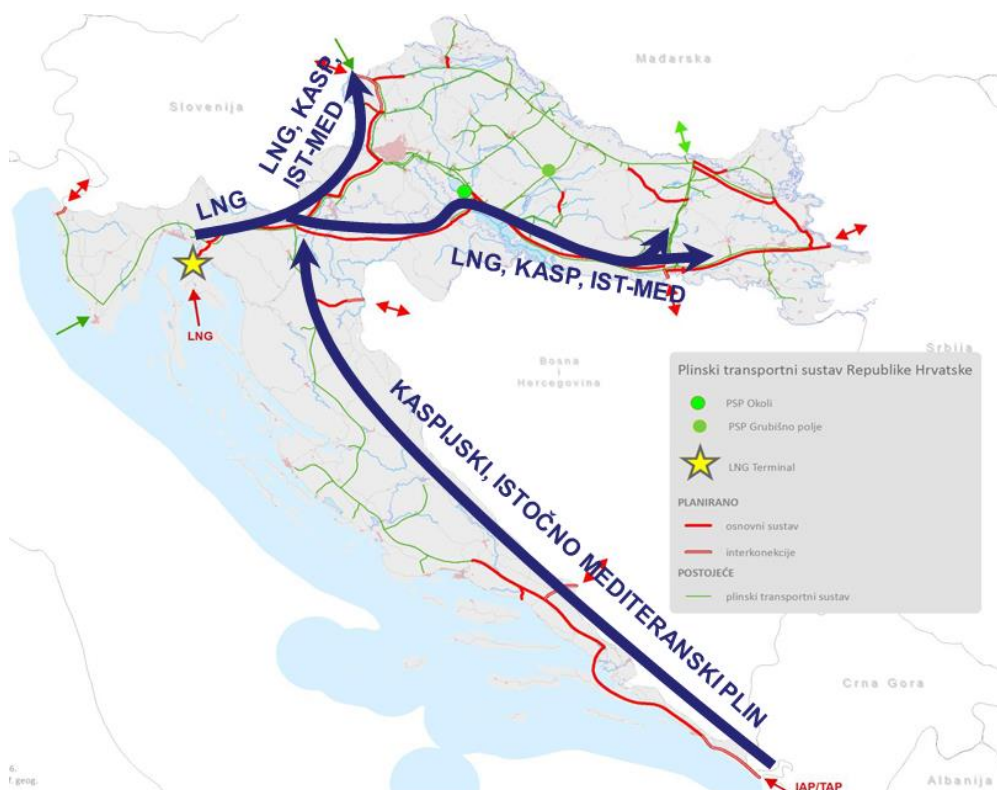 Mađarska
Slovenija
LNG, KASP,
IST-MED
LNG
LNG, KASP, IST-MED
LNG
Bosna
i
Hercegovina
Srbija
KASPIJSKI, ISTOČNO MEDITERANSKI PLIN
Plinski transportni sustav Republike Hrvatske
PSP Okoli
PSP Grubišno polje
LNG Terminal
PLANIRANO
osnovni sustav
interkonekcije
POSTOJEĆE
plinski transportni sustav
Crna Gora
Albanija
IAP/TAP
6.
f. geog.